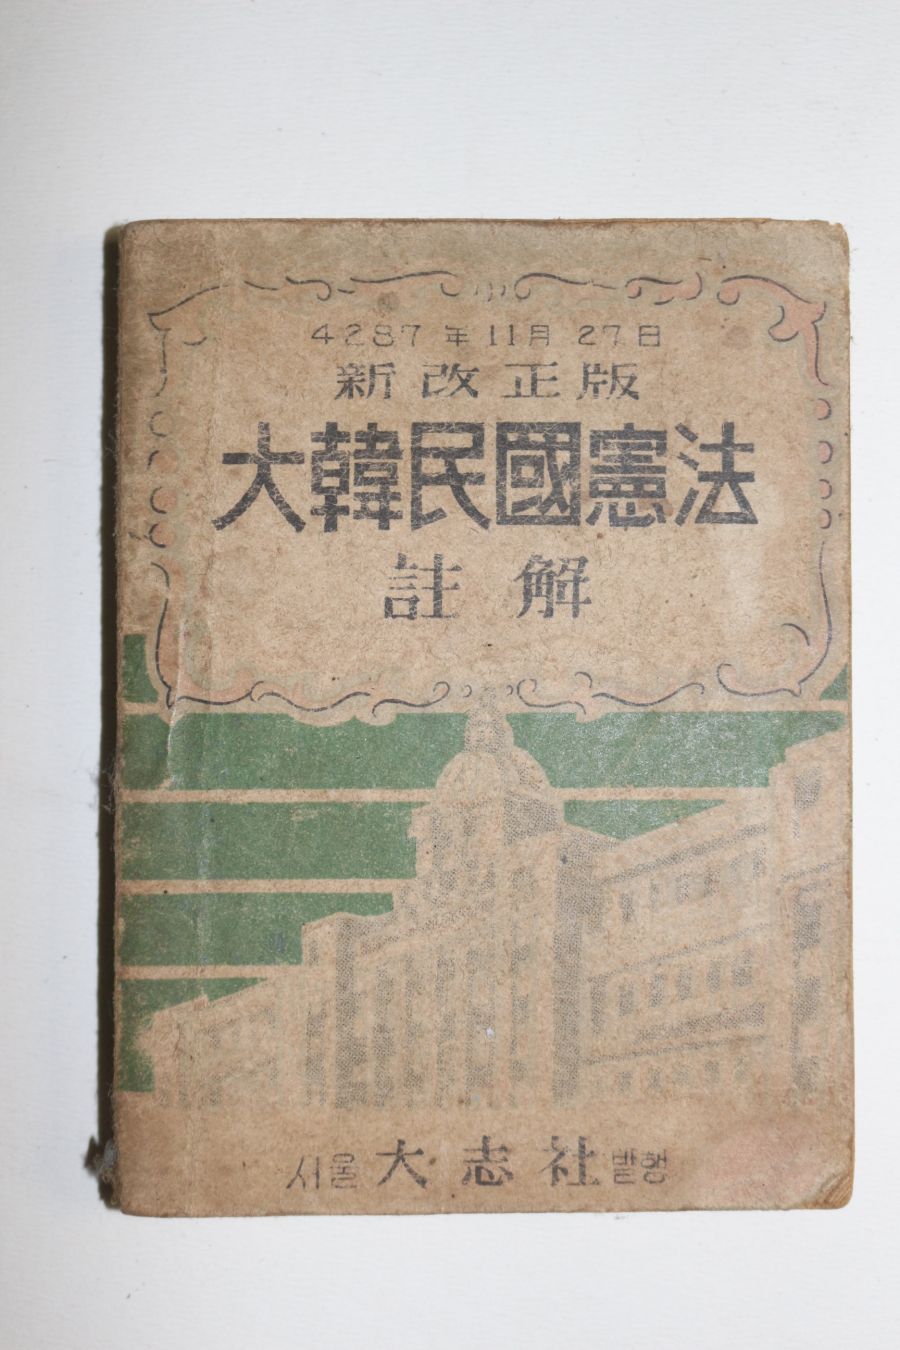 4287年11月27日
新改正版
大韓民國憲法
註解
서울 大志社 발행